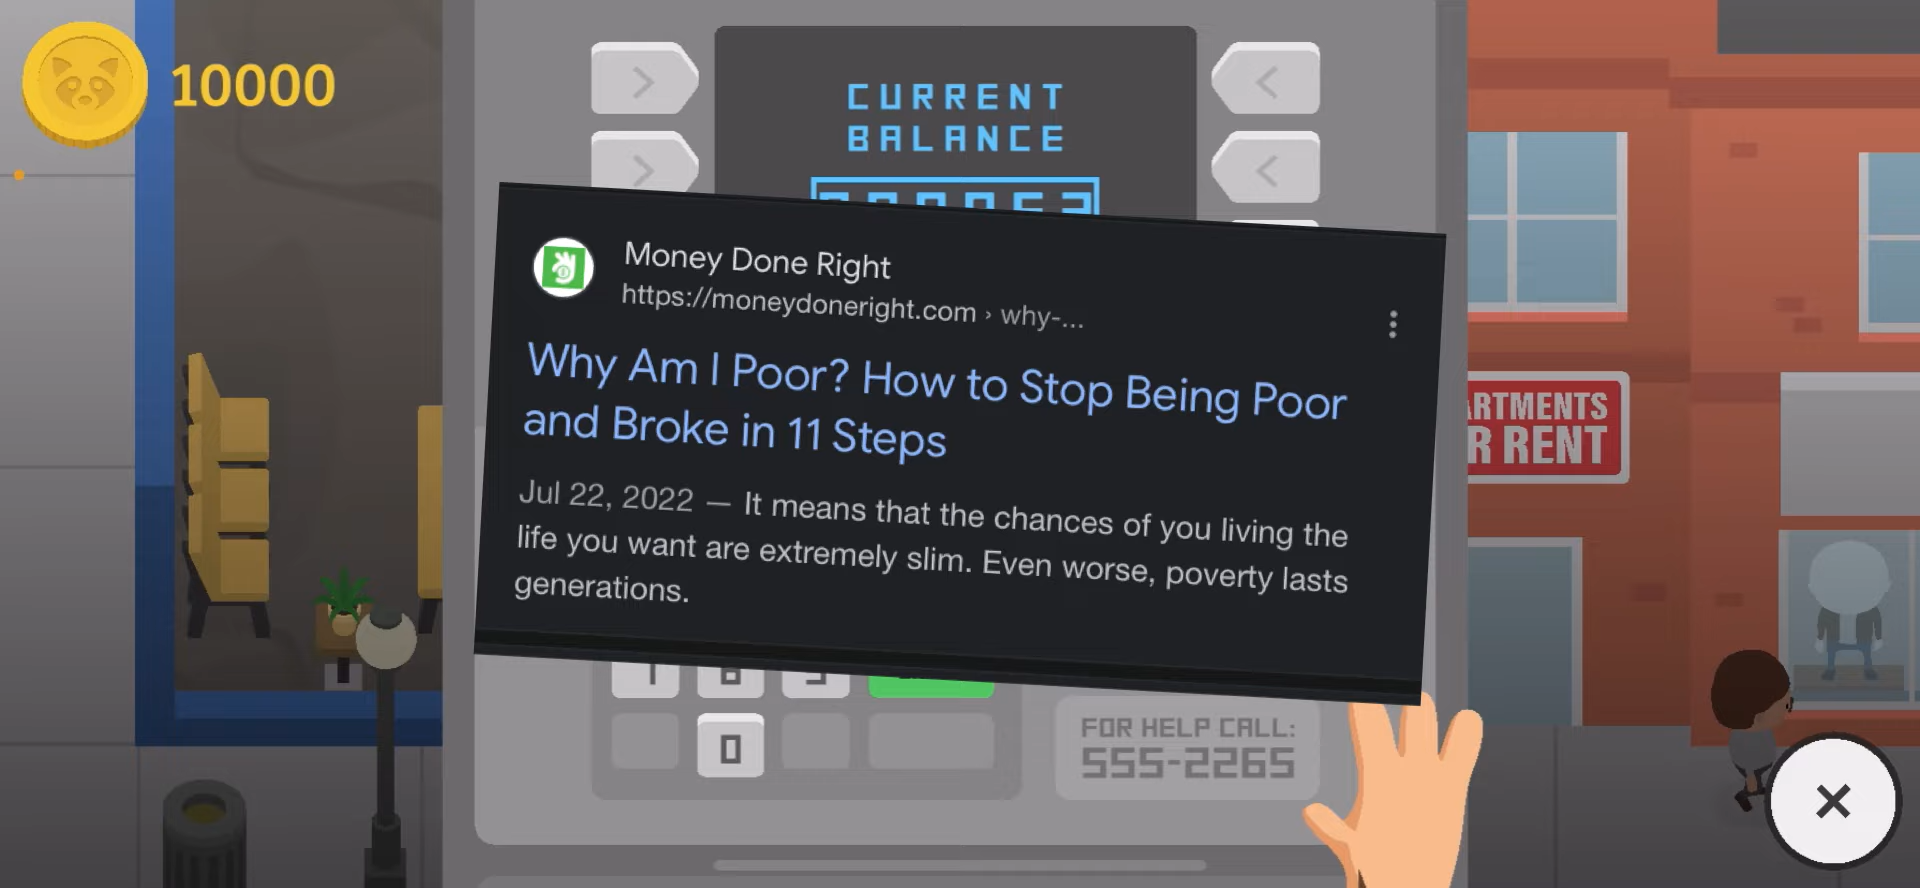 10000
CURRENT
BALANCE
Money Done Right
https://moneydoneright.com › why-...
Why Am I Poor? How to Stop Being Poor
and Broke in 11 Steps
Jul 22, 2022 — It means that the chances of you living the
life you want are extremely slim. Even worse, poverty lasts
generations.
RTMENTS
R RENT
0
FOR HELP CALL:
555-2265